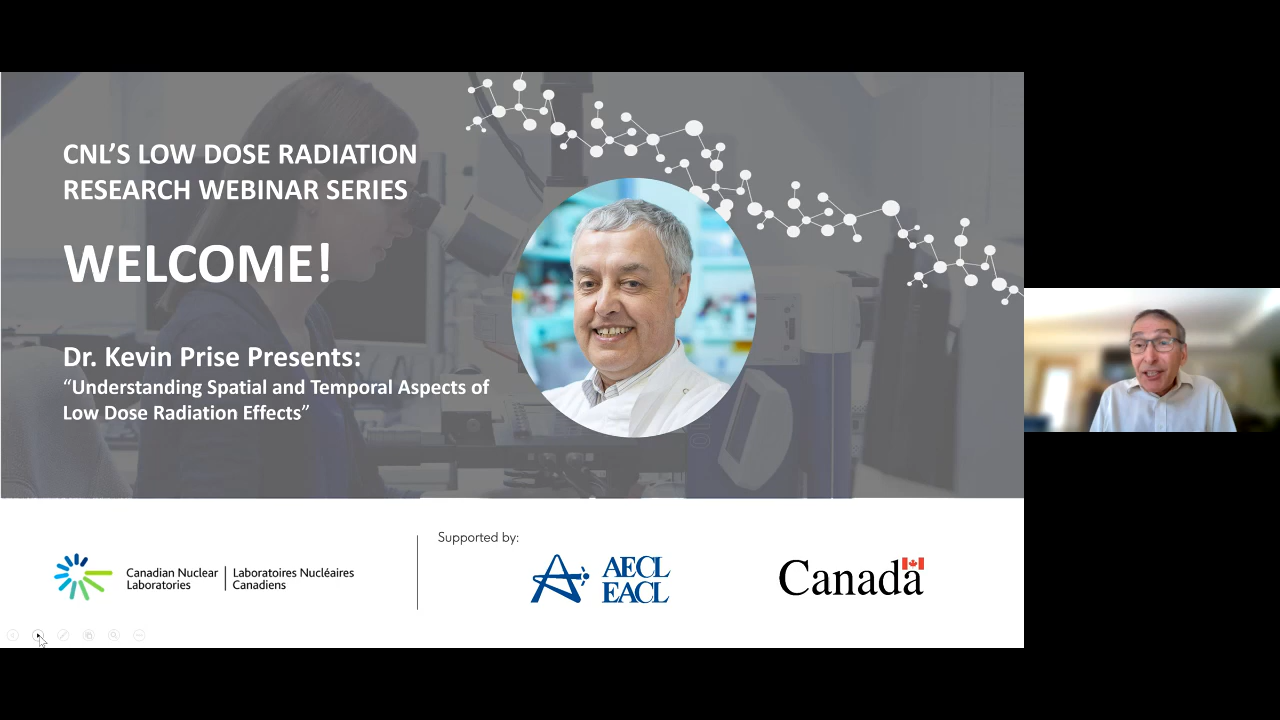 CNL'S LOW DOSE RADIATION
RESEARCH WEBINAR SERIES
WELCOME!
Dr. Kevin Prise Presents:
“Understanding Spatial and Temporal Aspects of
Low Dose Radiation Effects”
Canadian Nuclear
Laboratories
Laboratoires Nucléaires
Canadiens
Supported by:
AECL
EACL
Canada